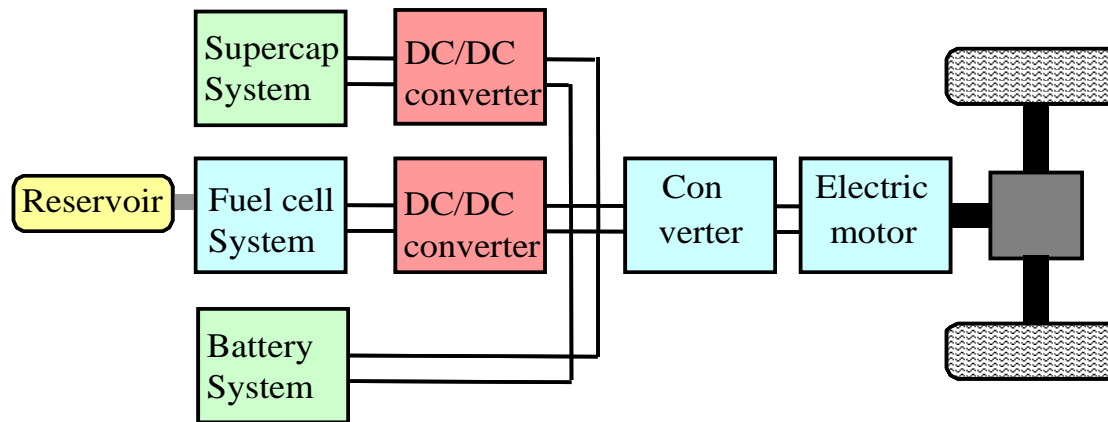 Supercap
System
DC/DC
converter
Reservoir
Fuel cell
System
DC/DC
converter
Con
verter
Electric
motor
Battery
System